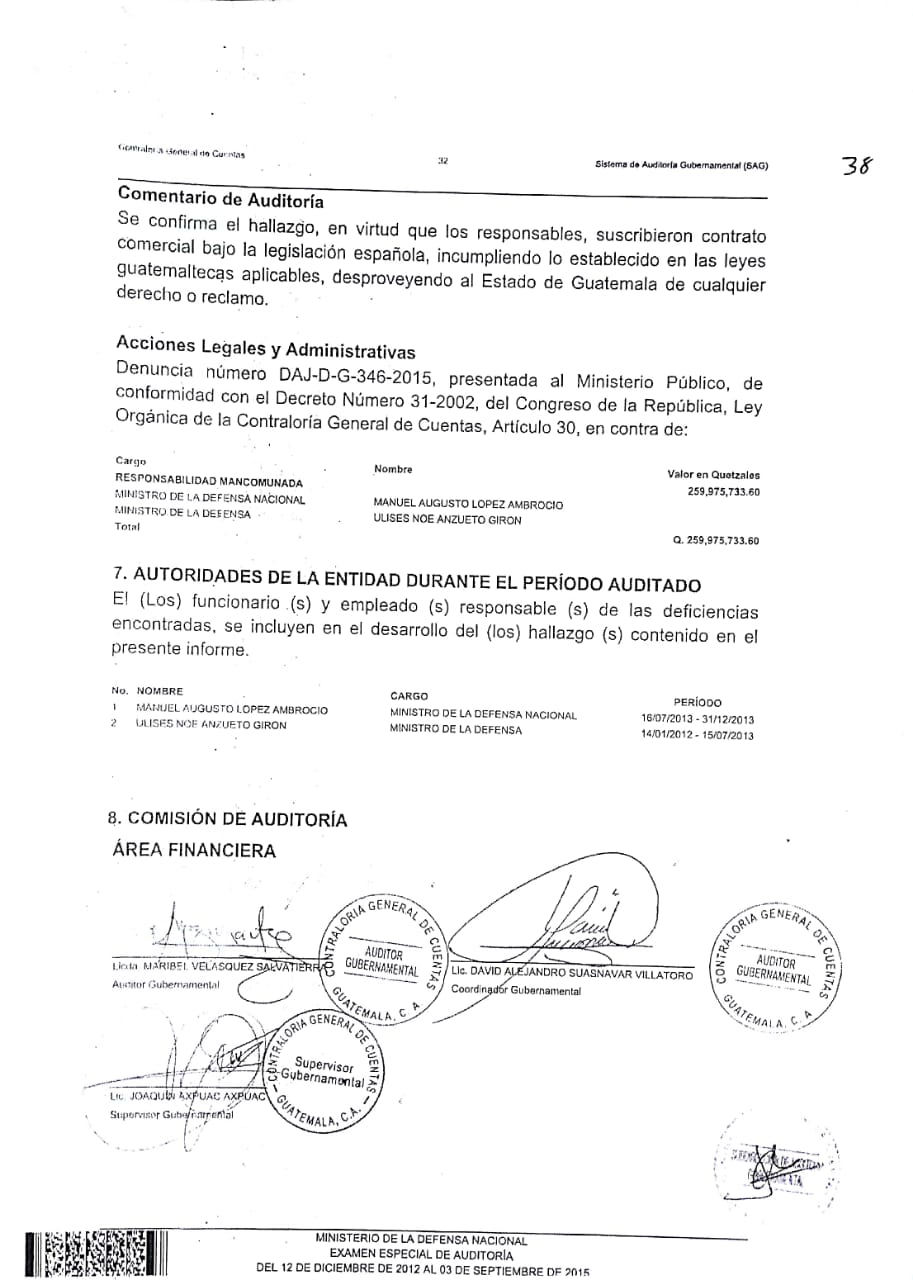 Contraloría General de Cuentas
32
Sistema de Auditoría Gubernamental (SAG)
38
Comentario de Auditoría
Se confirma el hallazgo, en virtud que los responsables, suscribieron contrato
comercial bajo la legislación española, incumpliendo lo establecido en las leyes
guatemaltecas aplicables, desproveyendo al Estado de Guatemala de cualquier
derecho o reclamo.
Acciones Legales y Administrativas
Denuncia número DAJ-D-G-346-2015, presentada al Ministerio Público, de
conformidad con el Decreto Número 31-2002, del Congreso de la República, Ley
Orgánica de la Contraloría General de Cuentas, Artículo 30, en contra de:
Cargo Nombre Valor en Quetzales
RESPONSABILIDAD MANCOMUNADA 259,975,733.60
MINISTRO DE LA DEFENSA NACIONAL MANUEL AUGUSTO LOPEZ AMBROCIO
MINISTRO DE LA DEFENSA ULISES NOE ANZUETO GIRON
Total Q. 259,975,733.60
7. AUTORIDADES DE LA ENTIDAD DURANTE EL PERÍODO AUDITADO
El (Los) funcionario (s) y empleado (s) responsable (s) de las deficiencias
encontradas, se incluyen en el desarrollo del (los) hallazgo (s) contenido en el
presente informe.
No. NOMBRE CARGO PERÍODO
1 MANUEL AUGUSTO LOPEZ AMBROCIO MINISTRO DE LA DEFENSA NACIONAL 16/07/2013 - 31/12/2013
2 ULISES NOE ANZUETO GIRON MINISTRO DE LA DEFENSA 14/01/2012 - 15/07/2013
8. COMISIÓN DE AUDITORÍA
ÁREA FINANCIERA
CONTRALORIA GENERAL DE CUENTAS
AUDITOR
GUBERNAMENTAL
GUATEMALA, C. A.
Licda. MARIBEL VELASQUEZ SALVATIERRA
Auditor Gubernamental
Lic. DAVID ALEJANDRO SUASNAVAR VILLATORO
Coordinador Gubernamental
CONTRALORIA GENERAL DE CUENTAS
AUDITOR
GUBERNAMENTAL
GUATEMALA, C. A.
CONTRALORIA GENERAL DE CUENTAS
Supervisor
Gubernamental
GUATEMALA, C.A.
Lic. JOAQUIN AXPUAC AXPUAC
Supervisor Gubernamental
MINISTERIO DE LA DEFENSA NACIONAL
EXAMEN ESPECIAL DE AUDITORÍA
DEL 12 DE DICIEMBRE DE 2012 AL 03 DE SEPTIEMBRE DE 2015